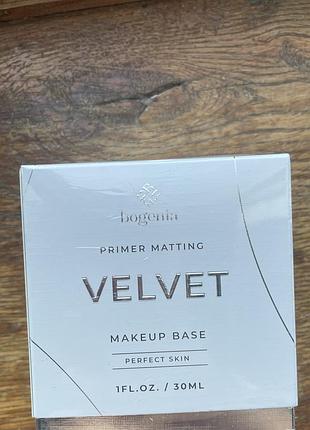 bogenia
PRIMER MATTING
VELVET
MAKEUP BASE
PERFECT SKIN
1FL.OZ. / 30ML